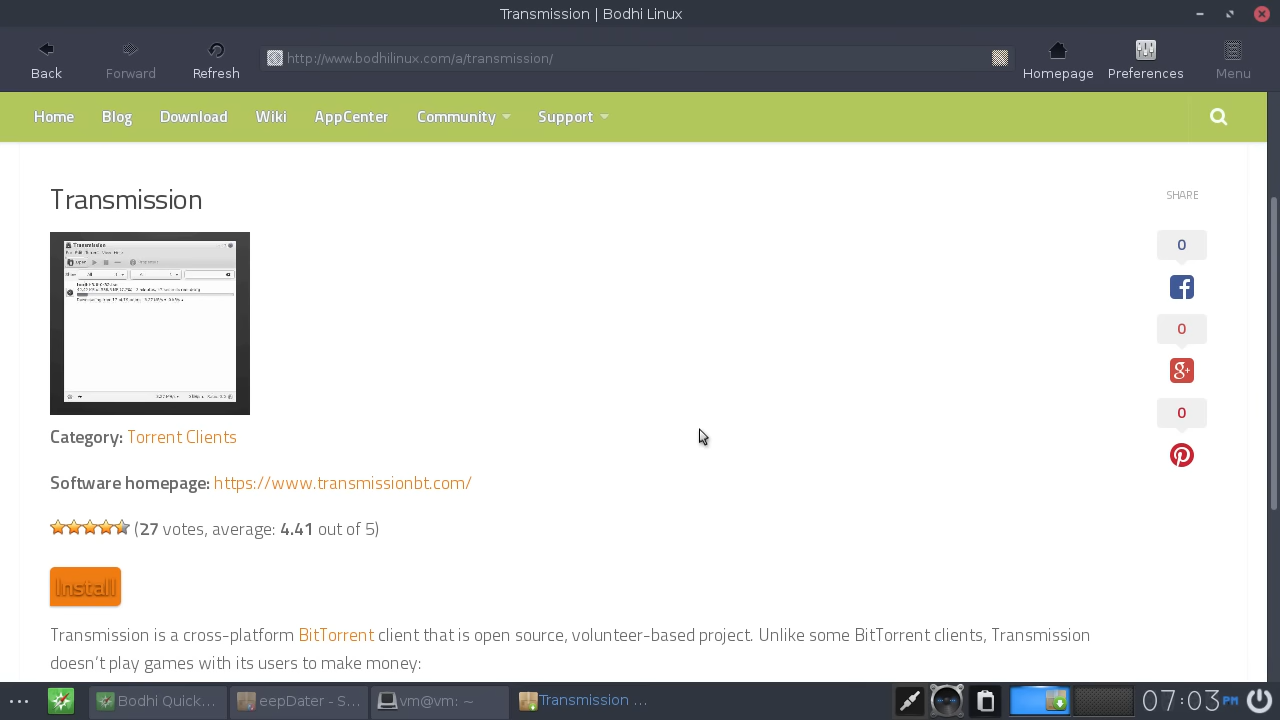 Transmission | Bodhi Linux
Back
Forward
Refresh
http://www.bodhilinux.com/a/transmission/
Homepage
Preferences
Menu
Home
Blog
Download
Wiki
AppCenter
Community
Support
Transmission
SHARE
0
0
0
Transmission
Category: Torrent Clients
Software homepage: https://www.transmissionbt.com/
(27 votes, average: 4.41 out of 5)
Install
Transmission is a cross-platform BitTorrent client that is open source, volunteer-based project. Unlike some BitTorrent clients, Transmission
doesn't play games with its users to make money:
Bodhi Quick...
eepDater - S...
vm@vm: ~
Transmission ...
07:03 PM